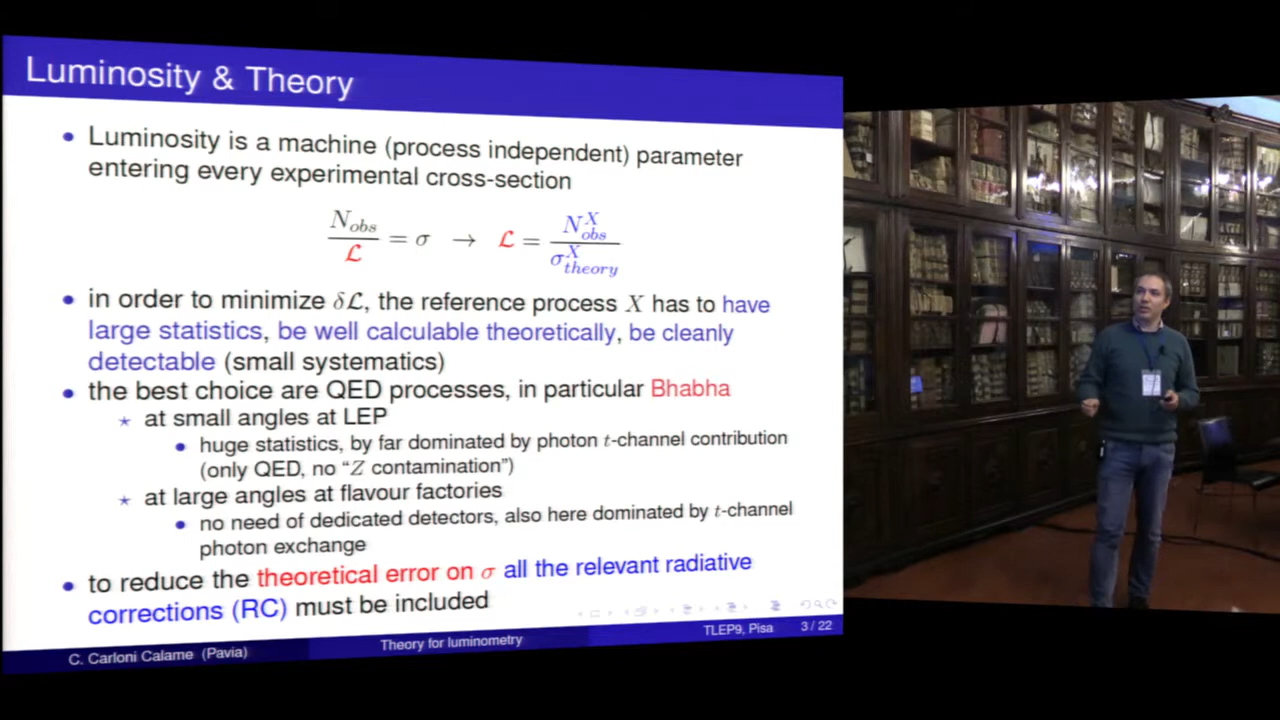 Luminosity & Theory
• Luminosity is a machine (process independent) parameter
entering every experimental cross-section
N_obs / ℒ = σ → ℒ = N^X_obs / σ^X_theory
• in order to minimize δℒ, the reference process X has to have
large statistics, be well calculable theoretically, be cleanly
detectable (small systematics)
• the best choice are QED processes, in particular Bhabha
⋆ at small angles at LEP
• huge statistics, by far dominated by photon t-channel contribution
(only QED, no “Z contamination”)
⋆ at large angles at flavour factories
• no need of dedicated detectors, also here dominated by t-channel
photon exchange
• to reduce the theoretical error on σ all the relevant radiative
corrections (RC) must be included
C. Carloni Calame (Pavia) Theory for luminometry TLEP9, Pisa 3 / 22